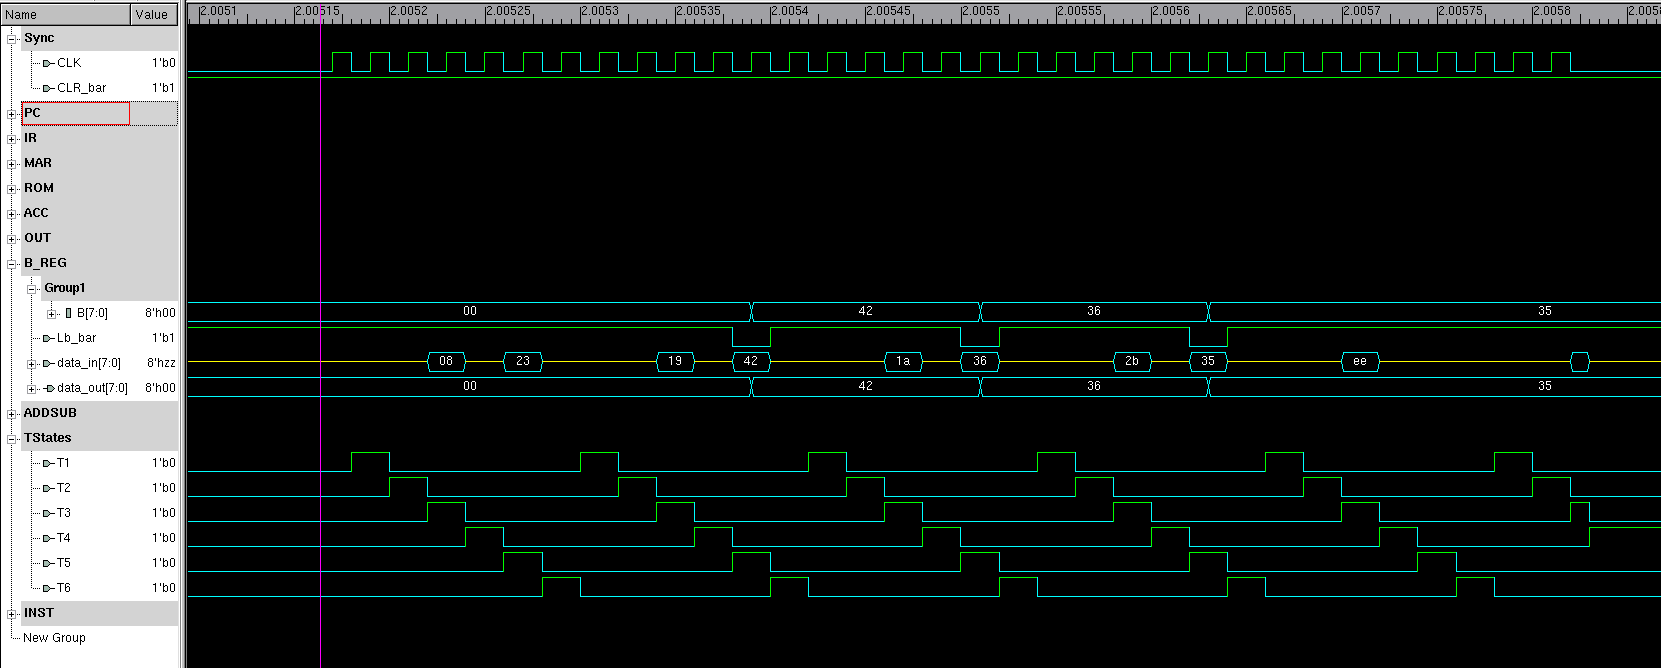 Name Value 2.0051 2.00515 2.0052 2.00525 2.0053 2.00535 2.0054 2.00545 2.0055 2.00555 2.0056 2.00565 2.0057 2.00575 2.0058
Sync
CLK 1'b0
CLR_bar 1'b1
PC
IR
MAR
ROM
ACC
OUT
B_REG
Group1
B[7:0] 8'h00 00 42 36 35
Lb_bar 1'b1
data_in[7:0] 8'hzz 08 23 19 42 1a 36 2b 35 ee
data_out[7:0] 8'h00 00 42 36 35
ADDSUB
TStates
T1 1'b0
T2 1'b0
T3 1'b0
T4 1'b0
T5 1'b0
T6 1'b0
INST
New Group